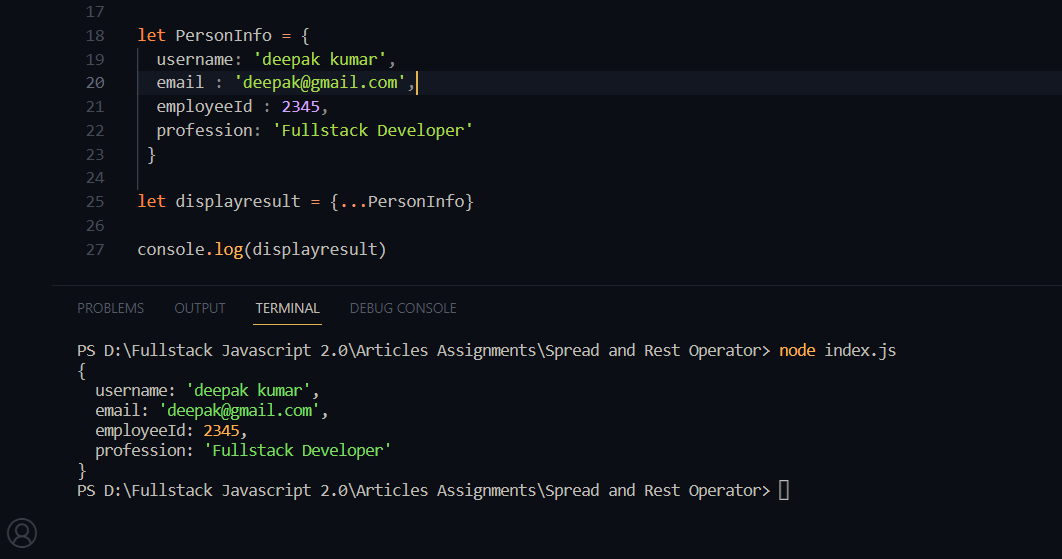 17
18 let PersonInfo = {
19 username: 'deepak kumar',
20 email : 'deepak@gmail.com',
21 employeeId : 2345,
22 profession: 'Fullstack Developer'
23 }
24
25 let displayresult = {...PersonInfo}
26
27 console.log(displayresult)
PROBLEMS OUTPUT TERMINAL DEBUG CONSOLE
PS D:\Fullstack Javascript 2.0\Articles Assignments\Spread and Rest Operator> node index.js
{
username: 'deepak kumar',
email: 'deepak@gmail.com',
employeeId: 2345,
profession: 'Fullstack Developer'
}
PS D:\Fullstack Javascript 2.0\Articles Assignments\Spread and Rest Operator>